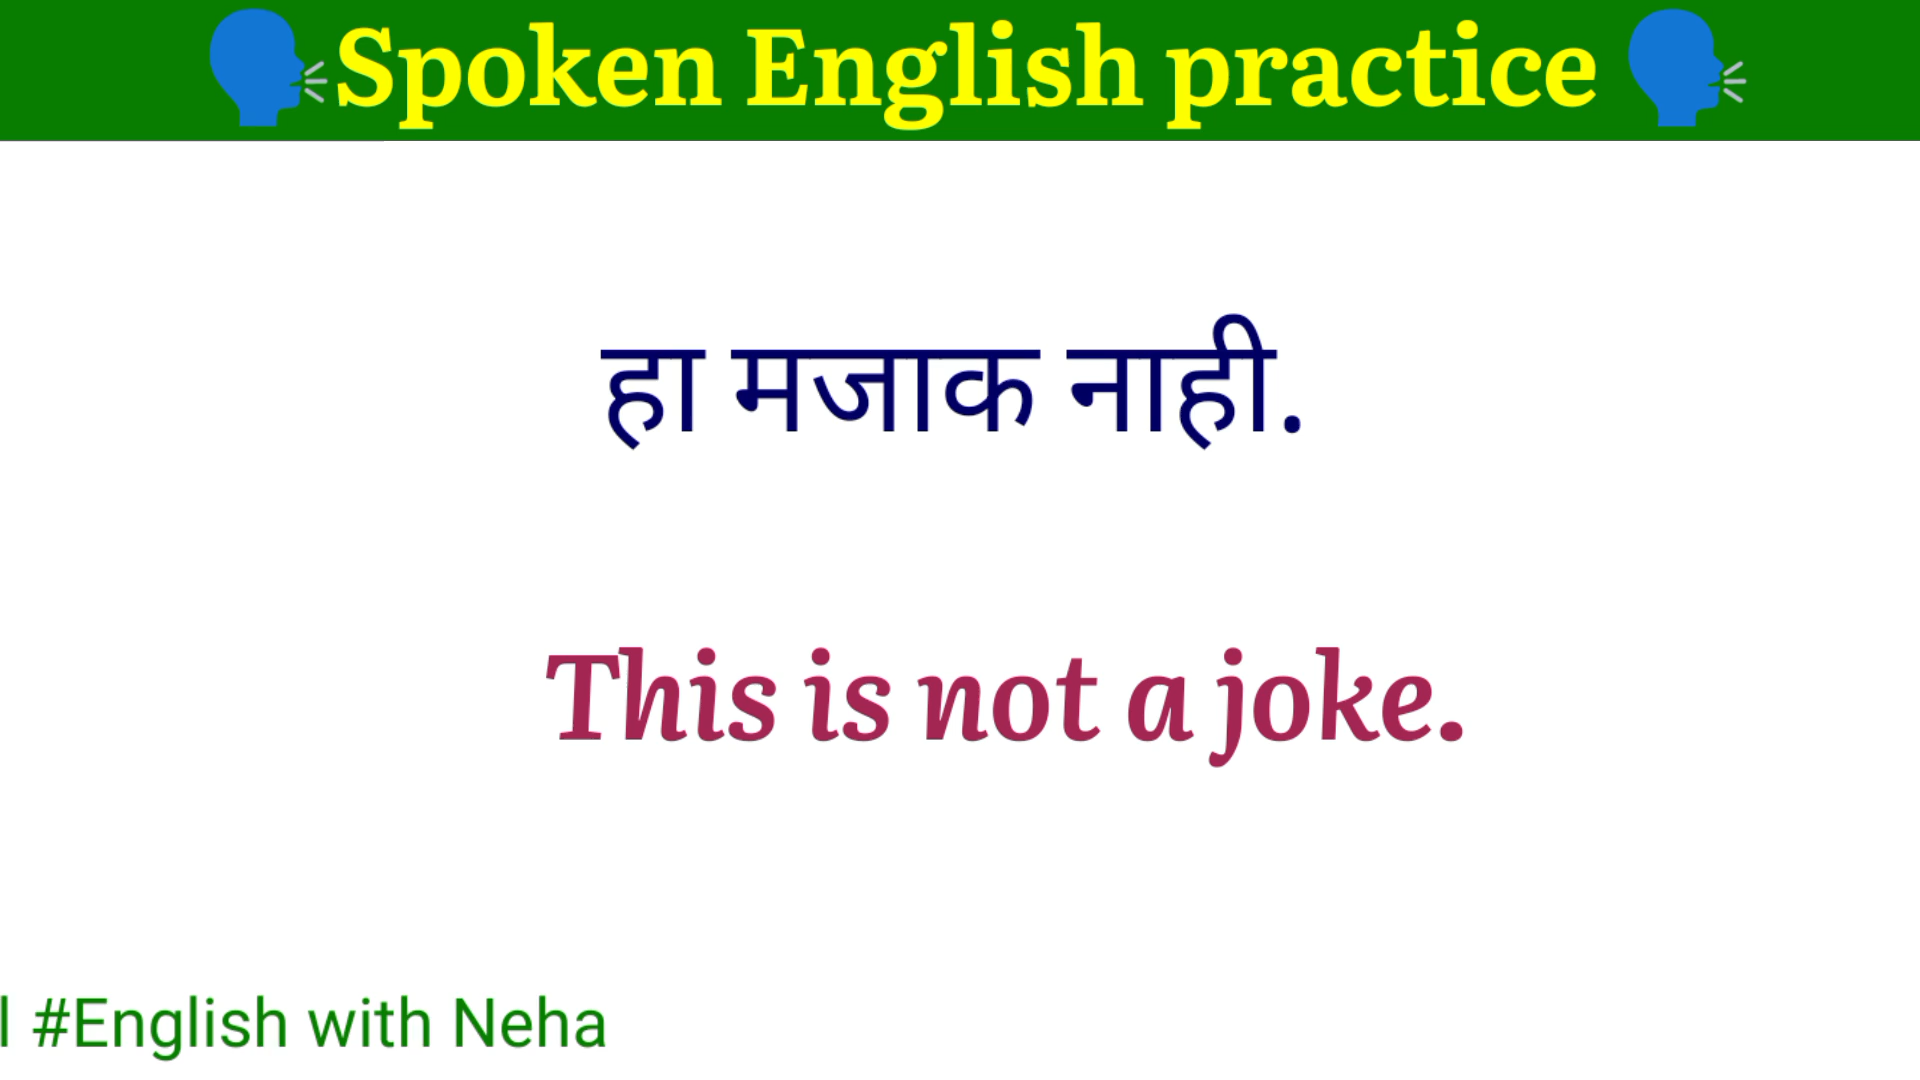 Spoken English practice
हा मजाक नाही.
This is not a joke.
l #English with Neha